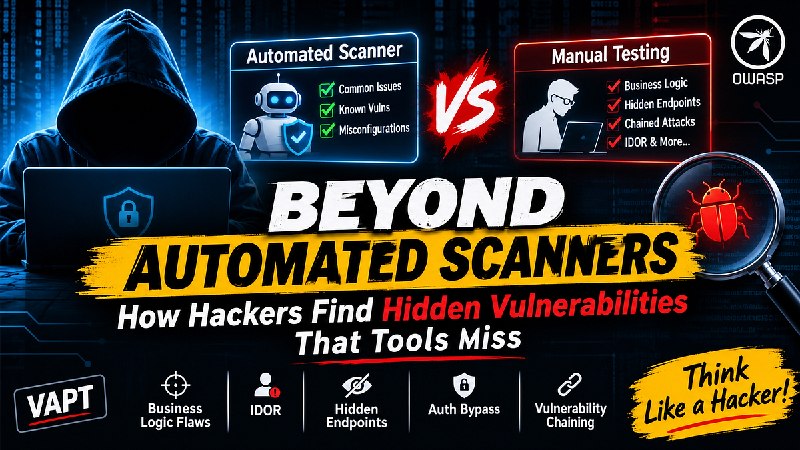 Automated Scanner
Common Issues
Known Vulns
Misconfigurations
VS
Manual Testing
Business Logic
Hidden Endpoints
Chained Attacks
IDOR & More...
OWASP
BEYOND
AUTOMATED SCANNERS
How Hackers Find Hidden Vulnerabilities
That Tools Miss
VAPT
Business
Logic Flaws
IDOR
Hidden
Endpoints
Auth Bypass
Vulnerability
Chaining
Think
Like a Hacker!